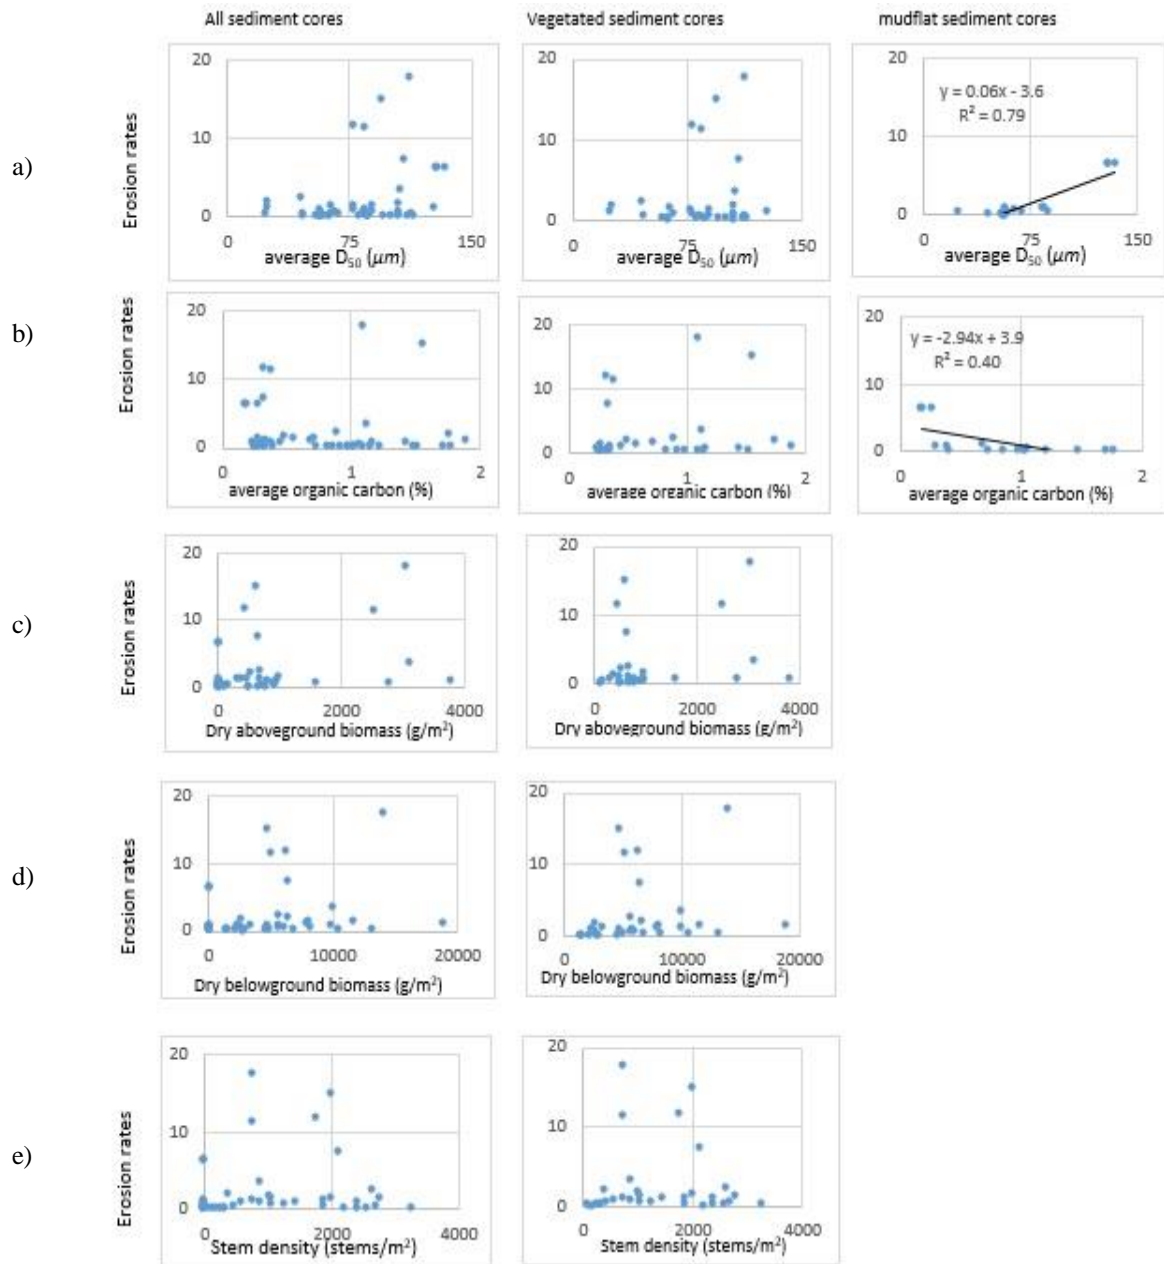 All sediment cores Vegetated sediment cores mudflat sediment cores
a)
Erosion rates
20
10
0
0 75 150
average D₅₀ (μm)
20
10
0
0 75 150
average D₅₀ (μm)
20
10
0
y = 0.06x - 3.6
R² = 0.79
0 75 150
average D₅₀ (μm)
b)
Erosion rates
20
10
0
0 1 2
average organic carbon (%)
20
10
0
0 1 2
average organic carbon (%)
20
10
0
y = -2.94x + 3.9
R² = 0.40
0 1 2
average organic carbon (%)
c)
Erosion rates
20
10
0
0 2000 4000
Dry aboveground biomass (g/m²)
20
10
0
0 2000 4000
Dry aboveground biomass (g/m²)
d)
Erosion rates
20
10
0
0 10000 20000
Dry belowground biomass (g/m²)
20
10
0
0 10000 20000
Dry belowground biomass (g/m²)
e)
Erosion rates
20
10
0
0 2000 4000
Stem density (stems/m²)
20
10
0
0 2000 4000
Stem density (stems/m²)